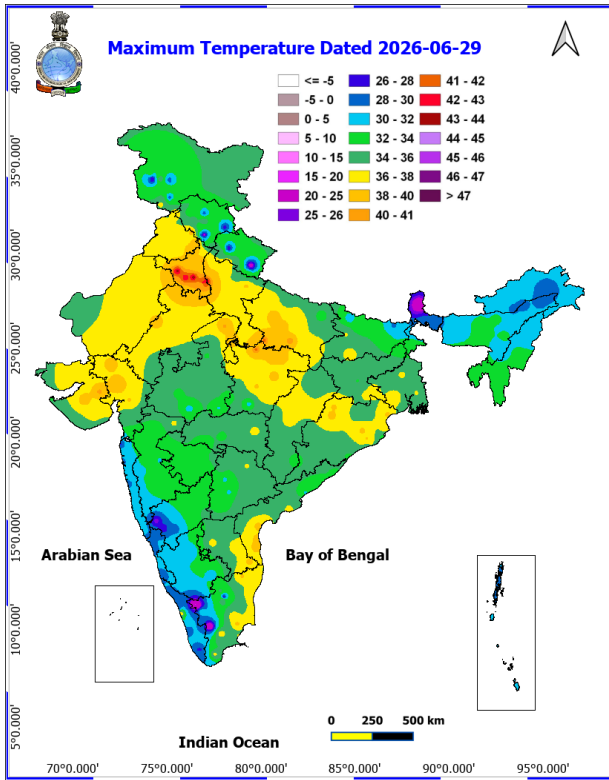 Maximum Temperature Dated 2026-06-29
<= -5
-5 - 0
0 - 5
5 - 10
10 - 15
15 - 20
20 - 25
25 - 26
26 - 28
28 - 30
30 - 32
32 - 34
34 - 36
36 - 38
38 - 40
40 - 41
41 - 42
42 - 43
43 - 44
44 - 45
45 - 46
46 - 47
> 47
40°0.000'
35°0.000'
30°0.000'
25°0.000'
20°0.000'
15°0.000'
10°0.000'
5°0.000'
Arabian Sea
Bay of Bengal
Indian Ocean
0 250 500 km
70°0.000' 75°0.000' 80°0.000' 85°0.000' 90°0.000' 95°0.000'